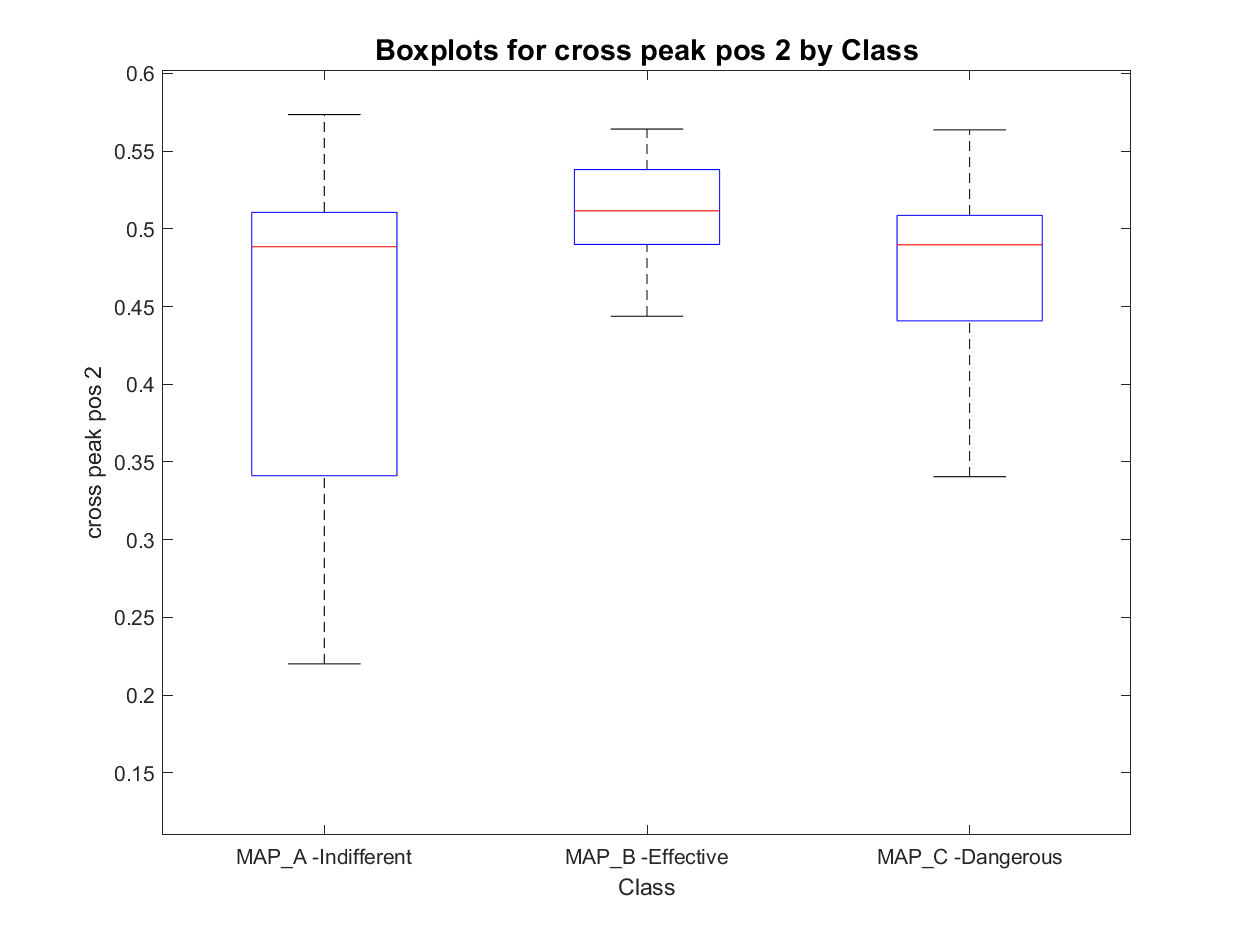 Boxplots for cross peak pos 2 by Class
0.6
0.55
0.5
0.45
0.4
0.35
0.3
0.25
0.2
0.15
cross peak pos 2
MAP_A -Indifferent
MAP_B -Effective
MAP_C -Dangerous
Class